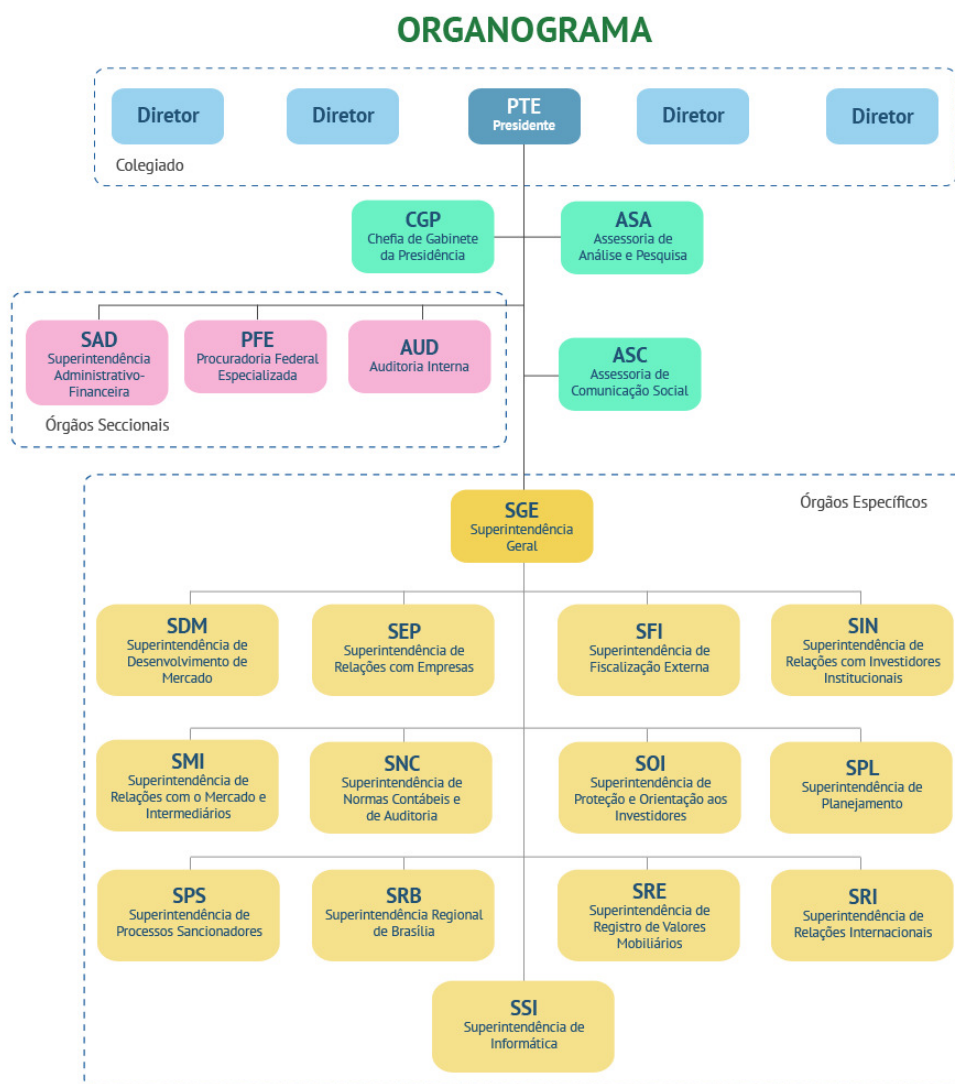 ORGANOGRAMA
Diretor
Diretor
PTE
Presidente
Diretor
Diretor
Colegiado
CGP
Chefia de Gabinete
da Presidência
ASA
Assessoria de
Análise e Pesquisa
SAD
Superintendência
Administrativo-
Financeira
PFE
Procuradoria Federal
Especializada
AUD
Auditoria Interna
ASC
Assessoria de
Comunicação Social
Órgãos Seccionais
Órgãos Específicos
SGE
Superintendência
Geral
SDM
Superintendência de
Desenvolvimento de
Mercado
SEP
Superintendência de
Relações com Empresas
SFI
Superintendência de
Fiscalização Externa
SIN
Superintendência de
Relações com Investidores
Institucionais
SMI
Superintendência de
Relações com o Mercado e
Intermediários
SNC
Superintendência de
Normas Contábeis e
de Auditoria
SOI
Superintendência de
Proteção e Orientação aos
Investidores
SPL
Superintendência de
Planejamento
SPS
Superintendência de
Processos Sancionadores
SRB
Superintendência Regional
de Brasília
SRE
Superintendência de
Registro de Valores
Mobiliários
SRI
Superintendência de
Relações Internacionais
SSI
Superintendência de
Informática